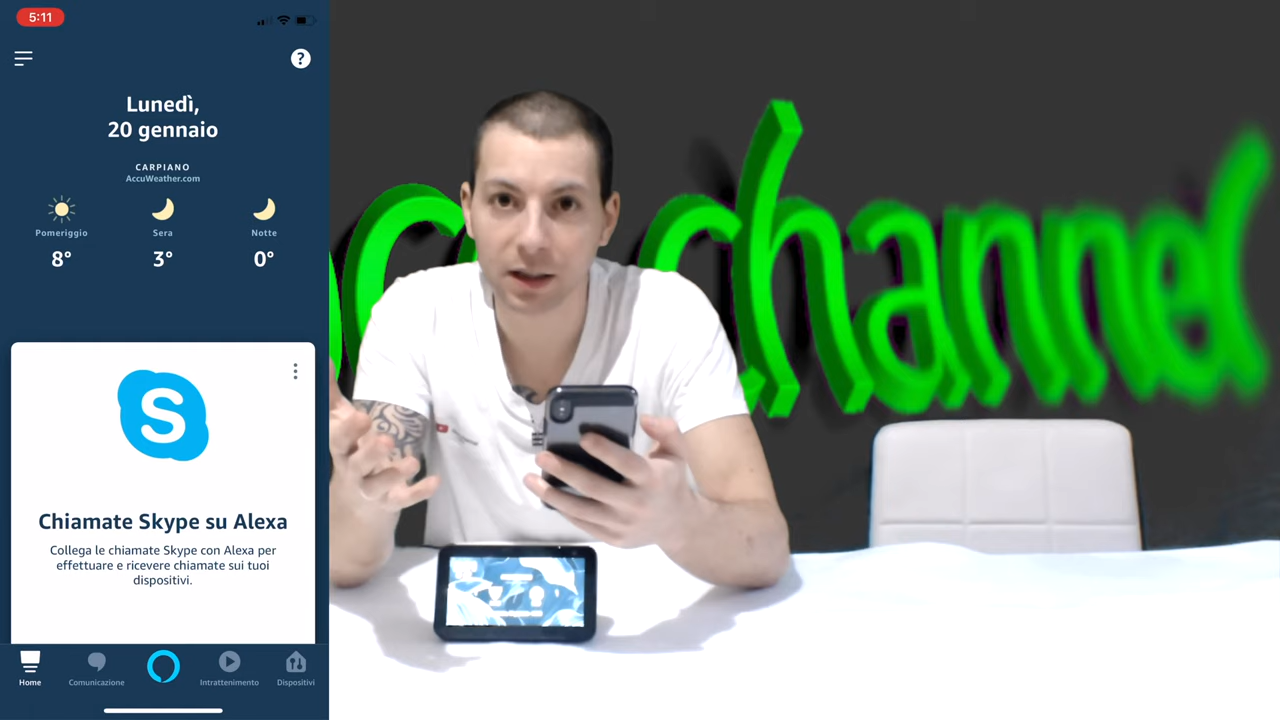 5:11
?
Lunedì,
20 gennaio
CARPIANO
AccuWeather.com
Pomeriggio
Sera
Notte
8°
3°
0°
S
Chiamate Skype su Alexa
Collega le chiamate Skype con Alexa per
effettuare e ricevere chiamate sui tuoi
dispositivi.
Home
Comunicazione
Intrattenimento
Dispositivi
channel